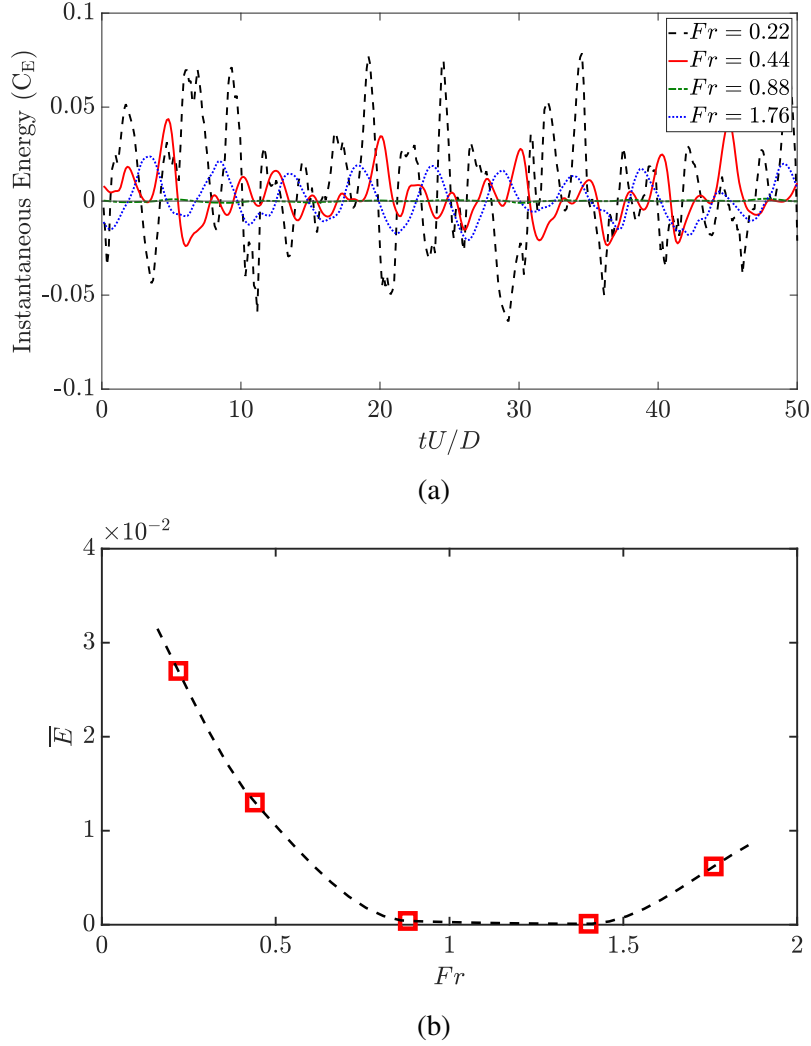 0.1
Fr = 0.22
Fr = 0.44
Fr = 0.88
Fr = 1.76
0.05
0
-0.05
-0.1
Instantaneous Energy (C_E)
0 10 20 30 40 50
tU/D
(a)
×10^{-2}
4
3
2
1
0
E̅
0 0.5 1 1.5 2
Fr
(b)